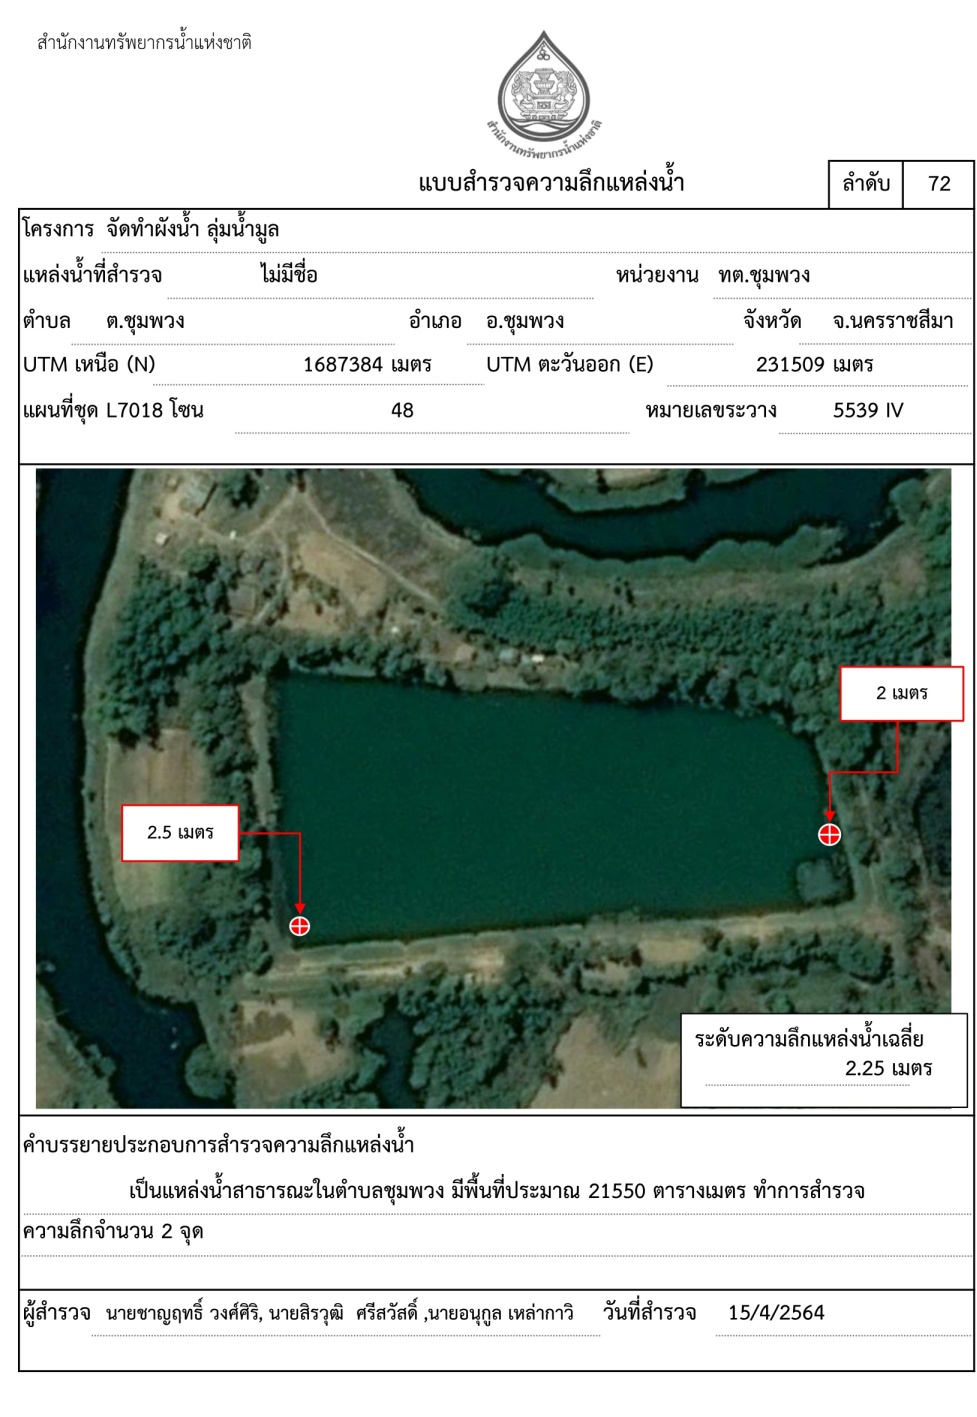 สำนักงานทรัพยากรน้ำแห่งชาติ
สำนักงานทรัพยากรน้ำแห่งชาติ
แบบสำรวจความลึกแหล่งน้ำ ลำดับ 72
โครงการ จัดทำผังน้ำ ลุ่มน้ำมูล
แหล่งน้ำที่สำรวจ ไม่มีชื่อ หน่วยงาน ทต.ชุมพวง
ตำบล ต.ชุมพวง อำเภอ อ.ชุมพวง จังหวัด จ.นครราชสีมา
UTM เหนือ (N) 1687384 เมตร UTM ตะวันออก (E) 231509 เมตร
แผนที่ชุด L7018 โซน 48 หมายเลขระวาง 5539 IV
2 เมตร
2.5 เมตร
ระดับความลึกแหล่งน้ำเฉลี่ย
2.25 เมตร
คำบรรยายประกอบการสำรวจความลึกแหล่งน้ำ
เป็นแหล่งน้ำสาธารณะในตำบลชุมพวง มีพื้นที่ประมาณ 21550 ตารางเมตร ทำการสำรวจ
ความลึกจำนวน 2 จุด
ผู้สำรวจ นายชาญฤทธิ์ วงศ์ศิริ, นายสิรวุฒิ ศรีสวัสดิ์ ,นายอนุกูล เหล่ากาวิ วันที่สำรวจ 15/4/2564